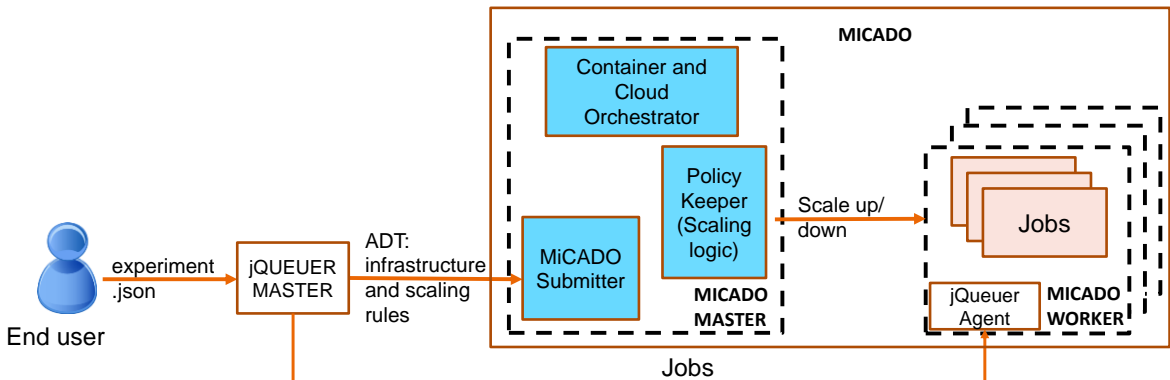 MICADO
Container and
Cloud
Orchestrator
Policy
Keeper
(Scaling
logic)
Scale up/
down
Jobs
experiment
.json
jQUEUER
MASTER
ADT:
infrastructure
and scaling
rules
MiCADO
Submitter
MICADO
MASTER
jQueuer
Agent
MICADO
WORKER
End user
Jobs